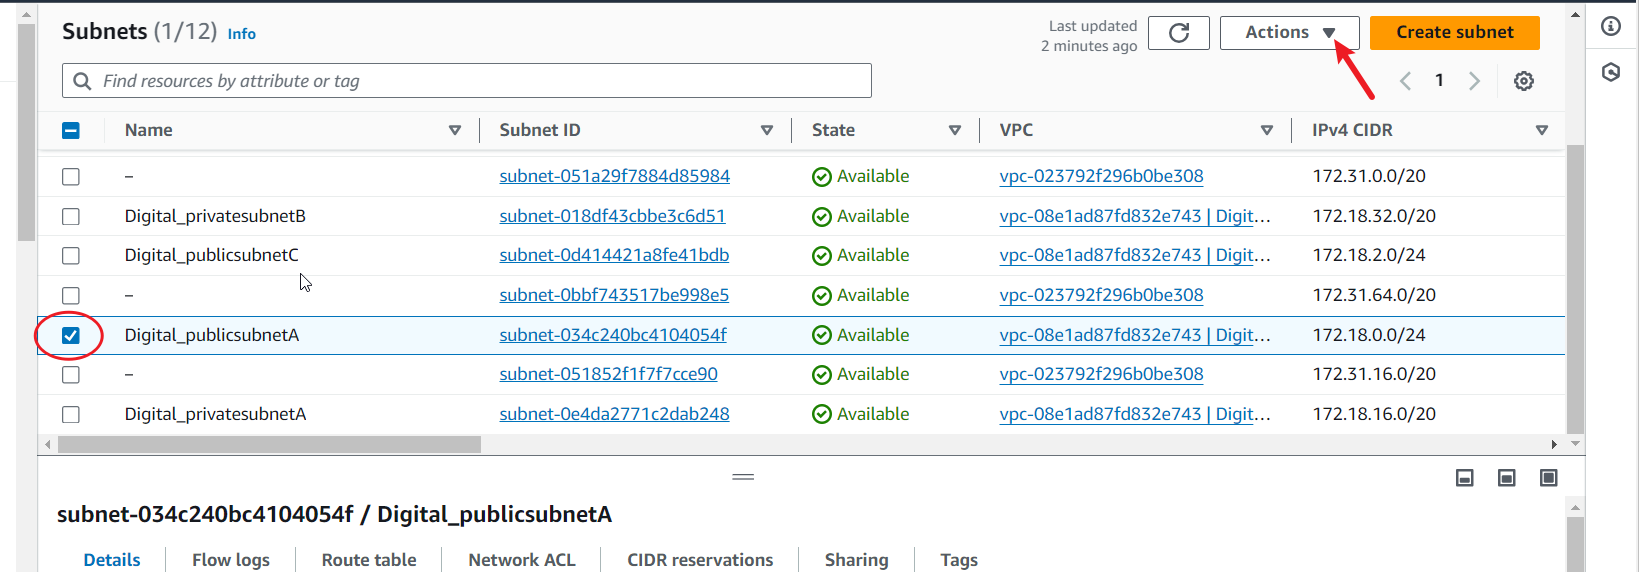 Subnets (1/12) Info
Last updated
2 minutes ago
Actions
Create subnet
Find resources by attribute or tag
1
Name Subnet ID State VPC IPv4 CIDR
– subnet-051a29f7884d85984 Available vpc-023792f296b0be308 172.31.0.0/20
Digital_privatesubnetB subnet-018df43cbbe3c6d51 Available vpc-08e1ad87fd832e743 | Digit... 172.18.32.0/20
Digital_publicsubnetC subnet-0d414421a8fe41bdb Available vpc-08e1ad87fd832e743 | Digit... 172.18.2.0/24
– subnet-0bbf743517be998e5 Available vpc-023792f296b0be308 172.31.64.0/20
Digital_publicsubnetA subnet-034c240bc4104054f Available vpc-08e1ad87fd832e743 | Digit... 172.18.0.0/24
– subnet-051852f1f7f7cce90 Available vpc-023792f296b0be308 172.31.16.0/20
Digital_privatesubnetA subnet-0e4da2771c2dab248 Available vpc-08e1ad87fd832e743 | Digit... 172.18.16.0/20
subnet-034c240bc4104054f / Digital_publicsubnetA
Details Flow logs Route table Network ACL CIDR reservations Sharing Tags